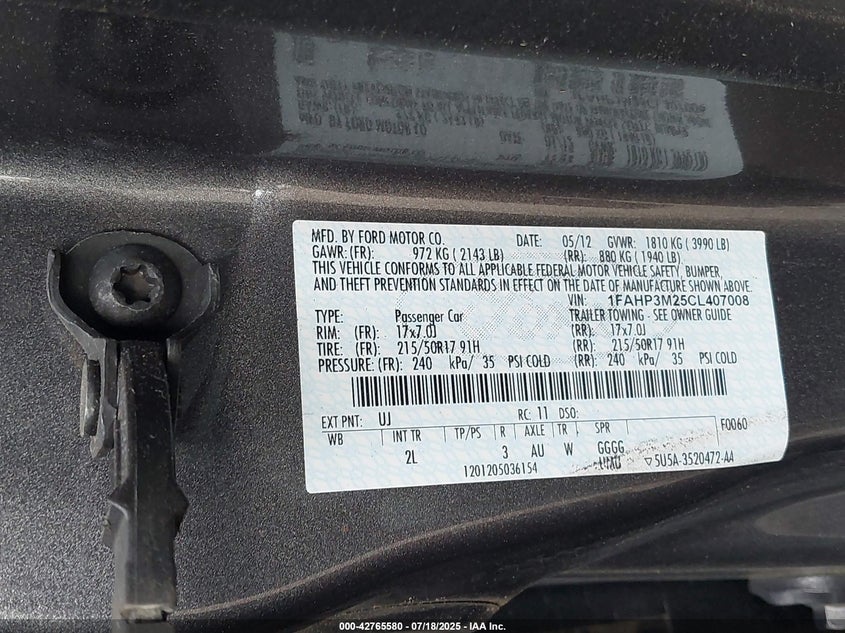 MFD. BY FORD MOTOR CO. DATE: 05/12 GVWR: 1810 KG ( 3990 LB)
GAWR: (FR): 972 KG ( 2143 LB) (RR): 880 KG ( 1940 LB)
THIS VEHICLE CONFORMS TO ALL APPLICABLE FEDERAL MOTOR VEHICLE SAFETY, BUMPER,
AND THEFT PREVENTION STANDARDS IN EFFECT ON THE DATE OF MANUFACTURE SHOWN ABOVE.
VIN: 1FAHP3M25CL407008
TYPE: Passenger Car TRAILER TOWING - SEE OWNER GUIDE
RIM: (FR): 17x7.0J (RR): 17x7.0J
TIRE: (FR): 215/50R17 91H (RR): 215/50R17 91H
PRESSURE: (FR): 240 kPa/ 35 PSI COLD (RR): 240 kPa/ 35 PSI COLD
EXT PNT: UJ RC: 11 DSO: F0060
WB INT TR TP/PS R AXLE TR SPR
2L 3 AU W GGGG
1201205036154 UHXU ▽5U5A-3520472-AA
000-42765580 - 07/18/2025 - IAA Inc.